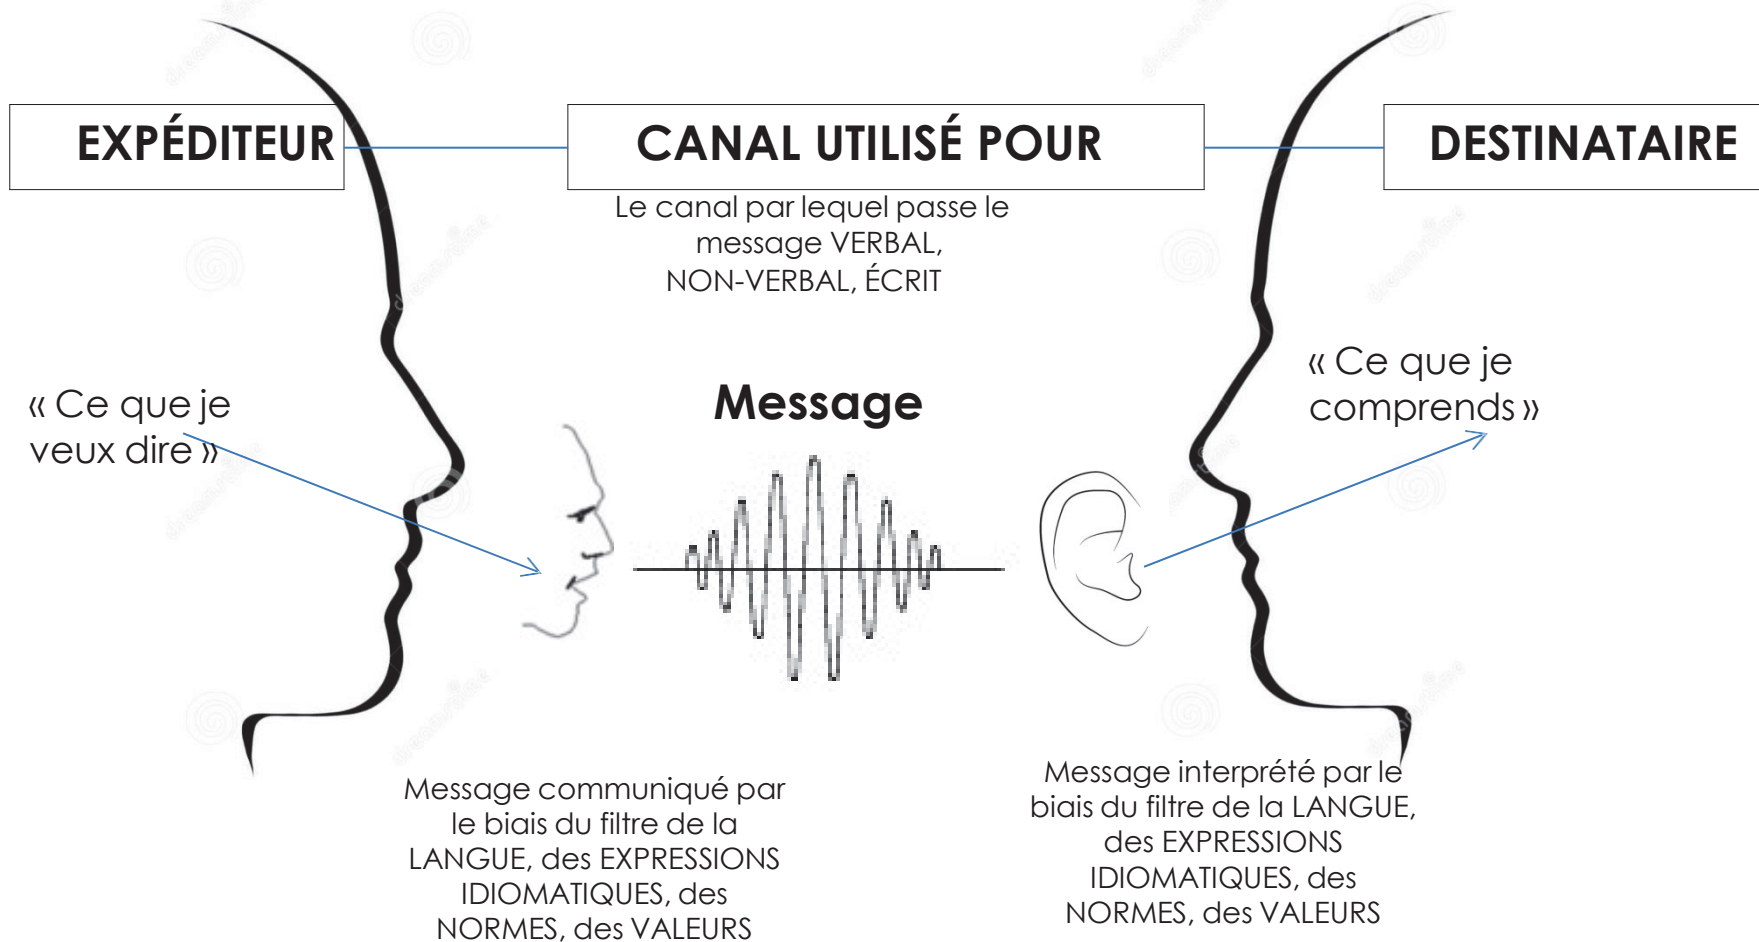 EXPÉDITEUR
CANAL UTILISÉ POUR
DESTINATAIRE
Le canal par lequel passe le
message VERBAL,
NON-VERBAL, ÉCRIT
« Ce que je
veux dire »
Message
« Ce que je
comprends »
Message communiqué par
le biais du filtre de la
LANGUE, des EXPRESSIONS
IDIOMATIQUES, des
NORMES, des VALEURS
Message interprété par le
biais du filtre de la LANGUE,
des EXPRESSIONS
IDIOMATIQUES, des
NORMES, des VALEURS